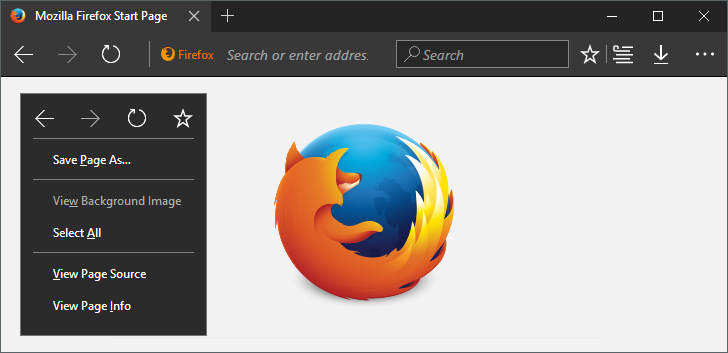 Mozilla Firefox Start Page
Firefox Search or enter addres. Search
Save Page As...
View Background Image
Select All
View Page Source
View Page Info